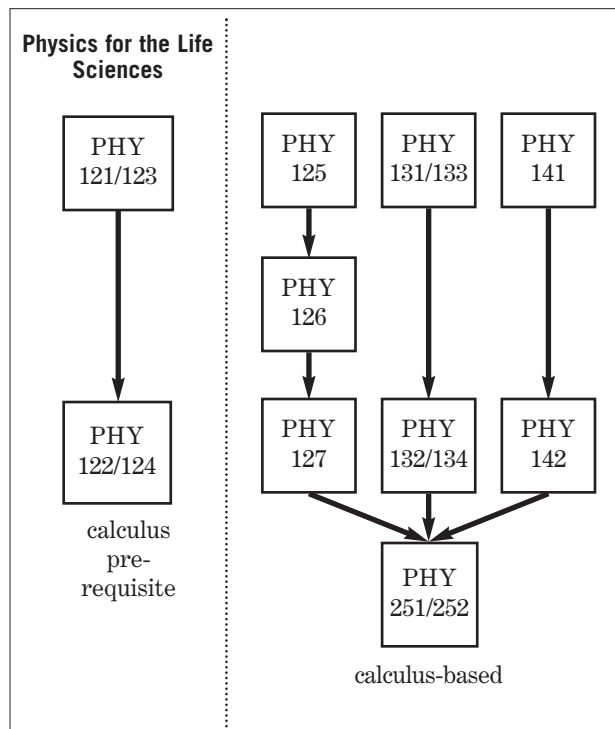 Physics for the Life
Sciences
PHY
121/123
PHY
122/124
calculus
pre-
requisite
PHY
125
PHY
131/133
PHY
141
PHY
126
PHY
127
PHY
132/134
PHY
142
PHY
251/252
calculus-based